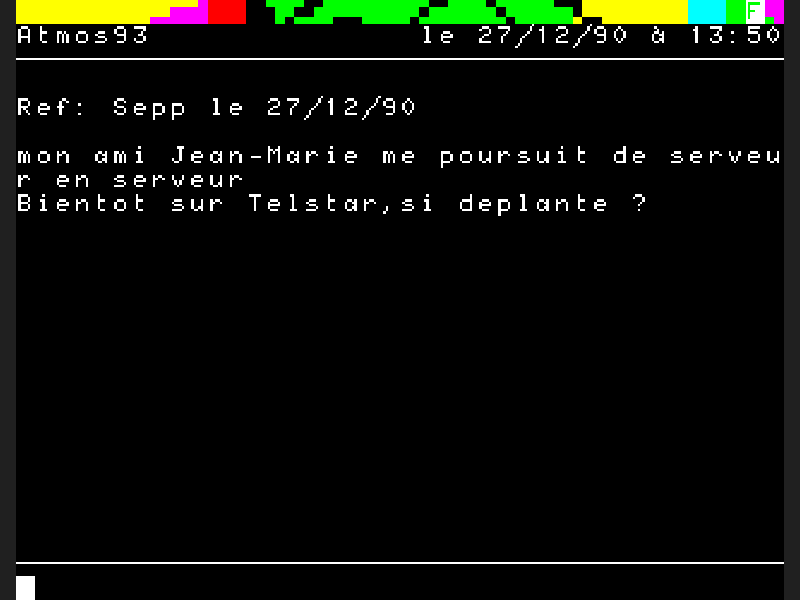 F
Atmos93 le 27/12/90 à 13:50
Ref: Sepp le 27/12/90
mon ami Jean-Marie me poursuit de serveu
r en serveur
Bientot sur Telstar,si deplante ?